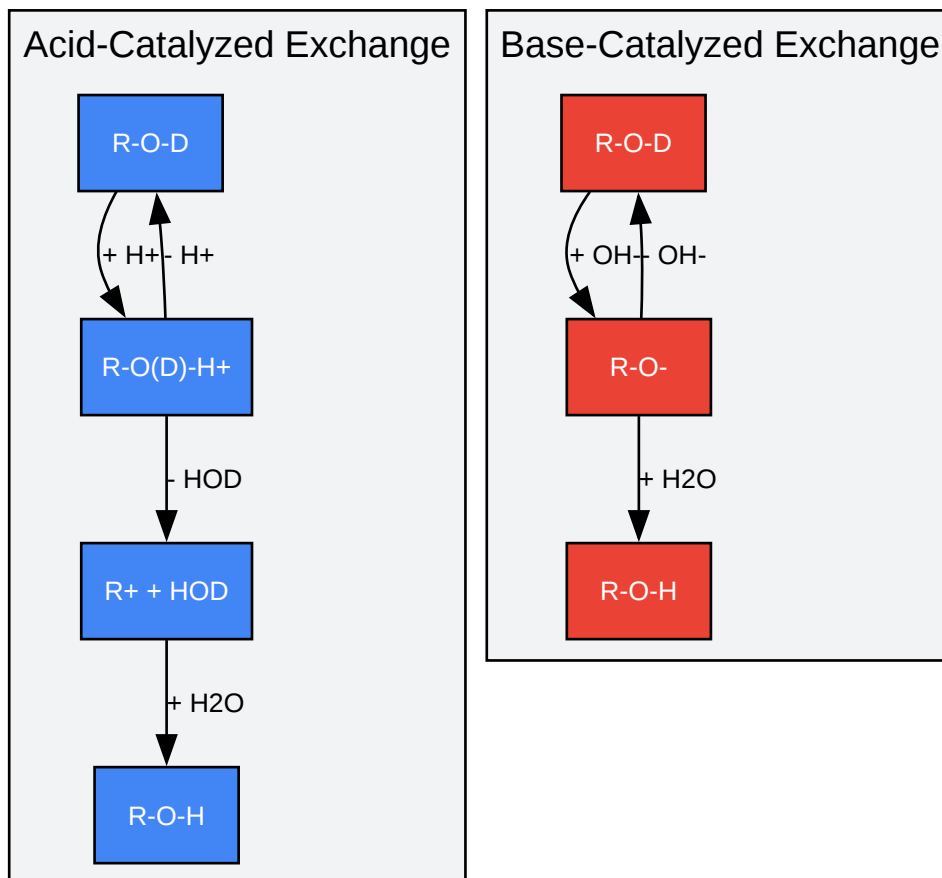 Acid-Catalyzed Exchange
R-O-D
+ H+
- H+
R-O(D)-H+
- HOD
R+ + HOD
+ H2O
R-O-H
Base-Catalyzed Exchange
R-O-D
+ OH-
- OH-
R-O-
+ H2O
R-O-H